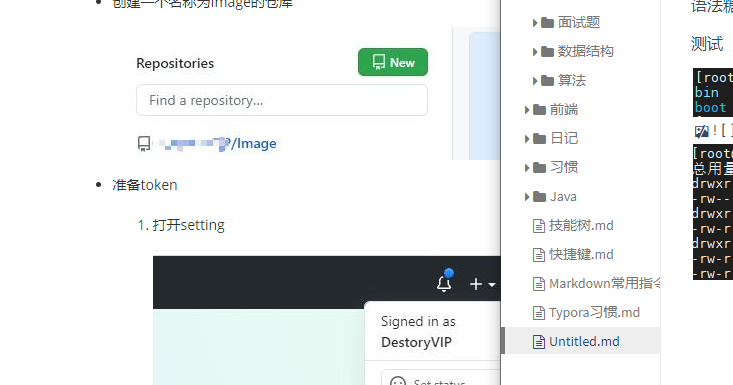 创建一个名称为Image的仓库
Repositories
New
Find a repository...
/Image
准备token
1. 打开setting
Signed in as
DestoryVIP
Set status
面试题
数据结构
算法
前端
日记
习惯
Java
技能树.md
快捷键.md
Markdown常用指令
Typora习惯.md
Untitled.md
语法糖
测试
[root
bin
boot
![]
[root@
总用量
drwxr
-rw--
drwxr
-rw-r
drwxr
-rw-r
-rw-r